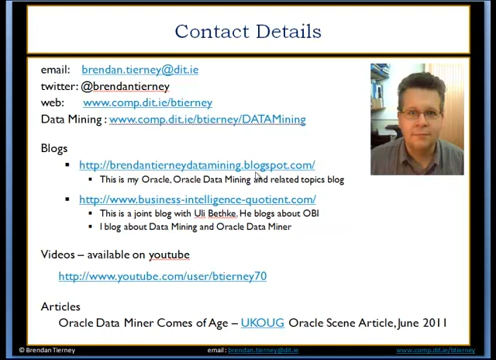 Contact Details
email: brendan.tierney@dit.ie
twitter: @brendantierney
web: www.comp.dit.ie/btierney
Data Mining : www.comp.dit.ie/btierney/DATAMining
Blogs
http://brendantierneydatamining.blogspot.com/
This is my Oracle, Oracle Data Mining and related topics blog
http://www.business-intelligence-quotient.com/
This is a joint blog with Uli Bethke. He blogs about OBI
I blog about Data Mining and Oracle Data Miner
Videos – available on youtube
http://www.youtube.com/user/btierney70
Articles
Oracle Data Miner Comes of Age – UKOUG Oracle Scene Article, June 2011
© Brendan Tierney email : brendan.tierney@dit.ie www.comp.dit.ie/btierney